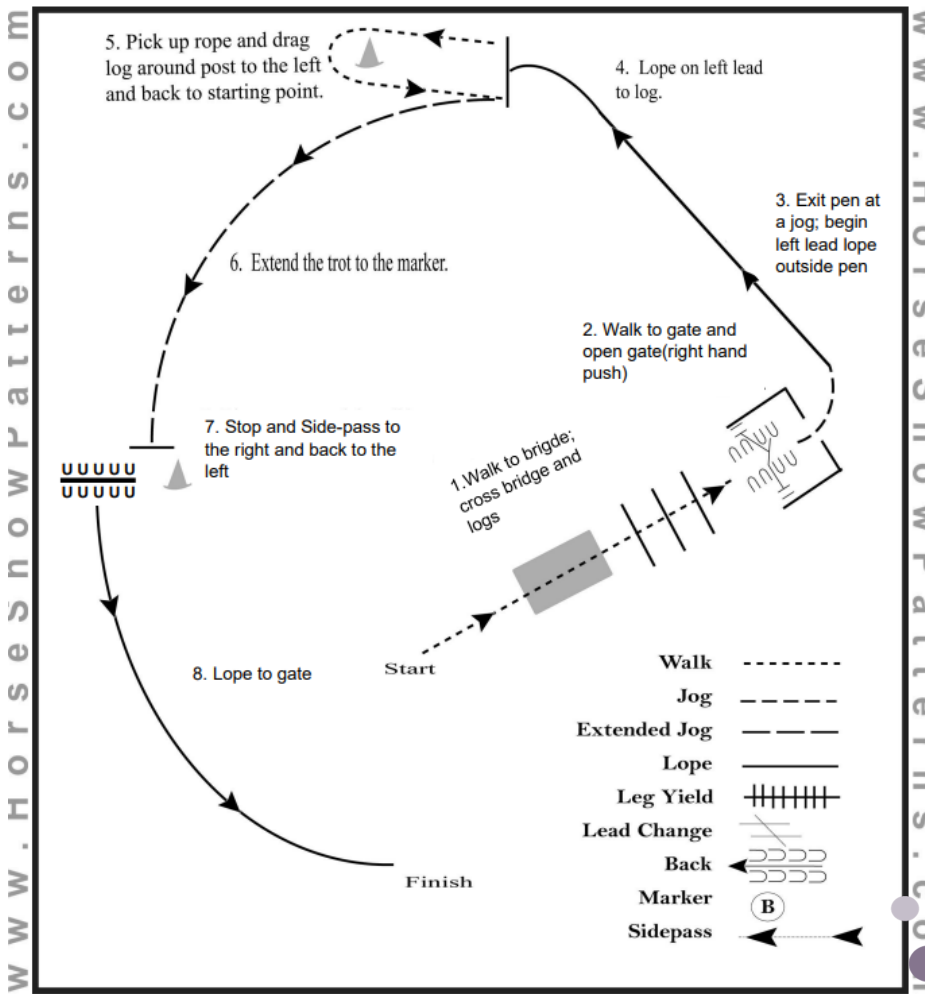 www.HorseShowPatterns.com
5. Pick up rope and drag
log around post to the left
and back to starting point.
4. Lope on left lead
to log.
3. Exit pen at
a jog; begin
left lead lope
outside pen
6. Extend the trot to the marker.
2. Walk to gate and
open gate(right hand
push)
7. Stop and Side-pass to
the right and back to the
left
U U U U U
U U U U U
1.Walk to brigde;
cross bridge and
logs
Start
8. Lope to gate
Finish
Walk
Jog
Extended Jog
Lope
Leg Yield
Lead Change
Back
Marker
B
Sidepass
www.HorseShowPatterns.com